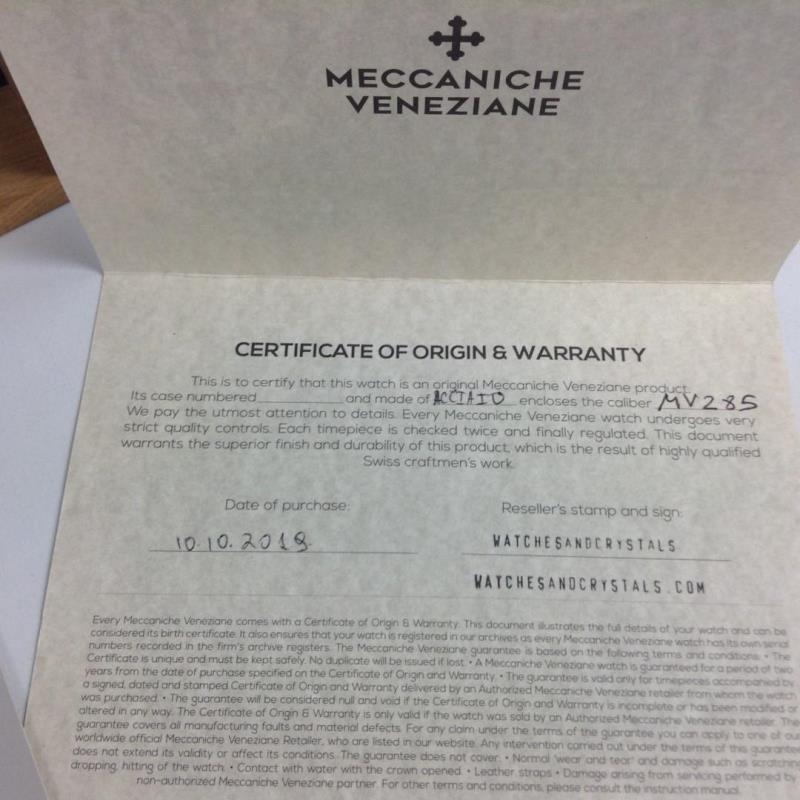 MECCANICHE
VENEZIANE
CERTIFICATE OF ORIGIN & WARRANTY
This is to certify that this watch is an original Meccaniche Veneziane product.
Its case numbered____________ and made of ACCIAIO encloses the caliber MV285
We pay the utmost attention to details. Every Meccaniche Veneziane watch undergoes very
strict quality controls. Each timepiece is checked twice and finally regulated. This document
warrants the superior finish and durability of this product, which is the result of highly qualified
Swiss craftmen's work.
Date of purchase:
10.10.2018
Reseller's stamp and sign:
WATCHESANDCRYSTALS
WATCHESANDCRYSTALS.COM
Every Meccaniche Veneziane comes with a Certificate of Origin & Warranty. This document illustrates the full details of your watch and can be
considered its birth certificate. It also ensures that your watch is registered in our archives as every Meccaniche Veneziane watch has its own serial
numbers recorded in the firm's archive registers. The Meccaniche Veneziane guarantee is based on the following terms and conditions: • The
Certificate is unique and must be kept safely. No duplicate will be issued if lost. • A Meccaniche Veneziane watch is guaranteed for a period of two
years from the date of purchase specified on the Certificate of Origin and Warranty. • The guarantee is valid only for timepieces accompanied by
a signed, dated and stamped Certificate of Origin and Warranty delivered by an Authorized Meccaniche Veneziane retailer from whom the watch
was purchased. • The guarantee will be considered null and void if the Certificate of Origin and Warranty is incomplete or has been modified or
altered in any way. The Certificate of Origin & Warranty is only valid if the watch was sold by an Authorized Meccaniche Veneziane retailer. The
guarantee covers all manufacturing faults and material defects. For any claim under the terms of the guarantee you can apply to one of our
worldwide official Meccaniche Veneziane Retailer, who are listed in our website. Any intervention carried out under the terms of this guarantee
does not extend its validity or affect its conditions. The guarantee does not cover: • Normal 'wear and tear' and damage such as scratching
dropping, hitting of the watch. • Contact with water with the crown opened. • Leather straps • Damage arising from servicing performed by
non-authorized Meccaniche Veneziane partner. For other terms and conditions, please consult the instruction manual.